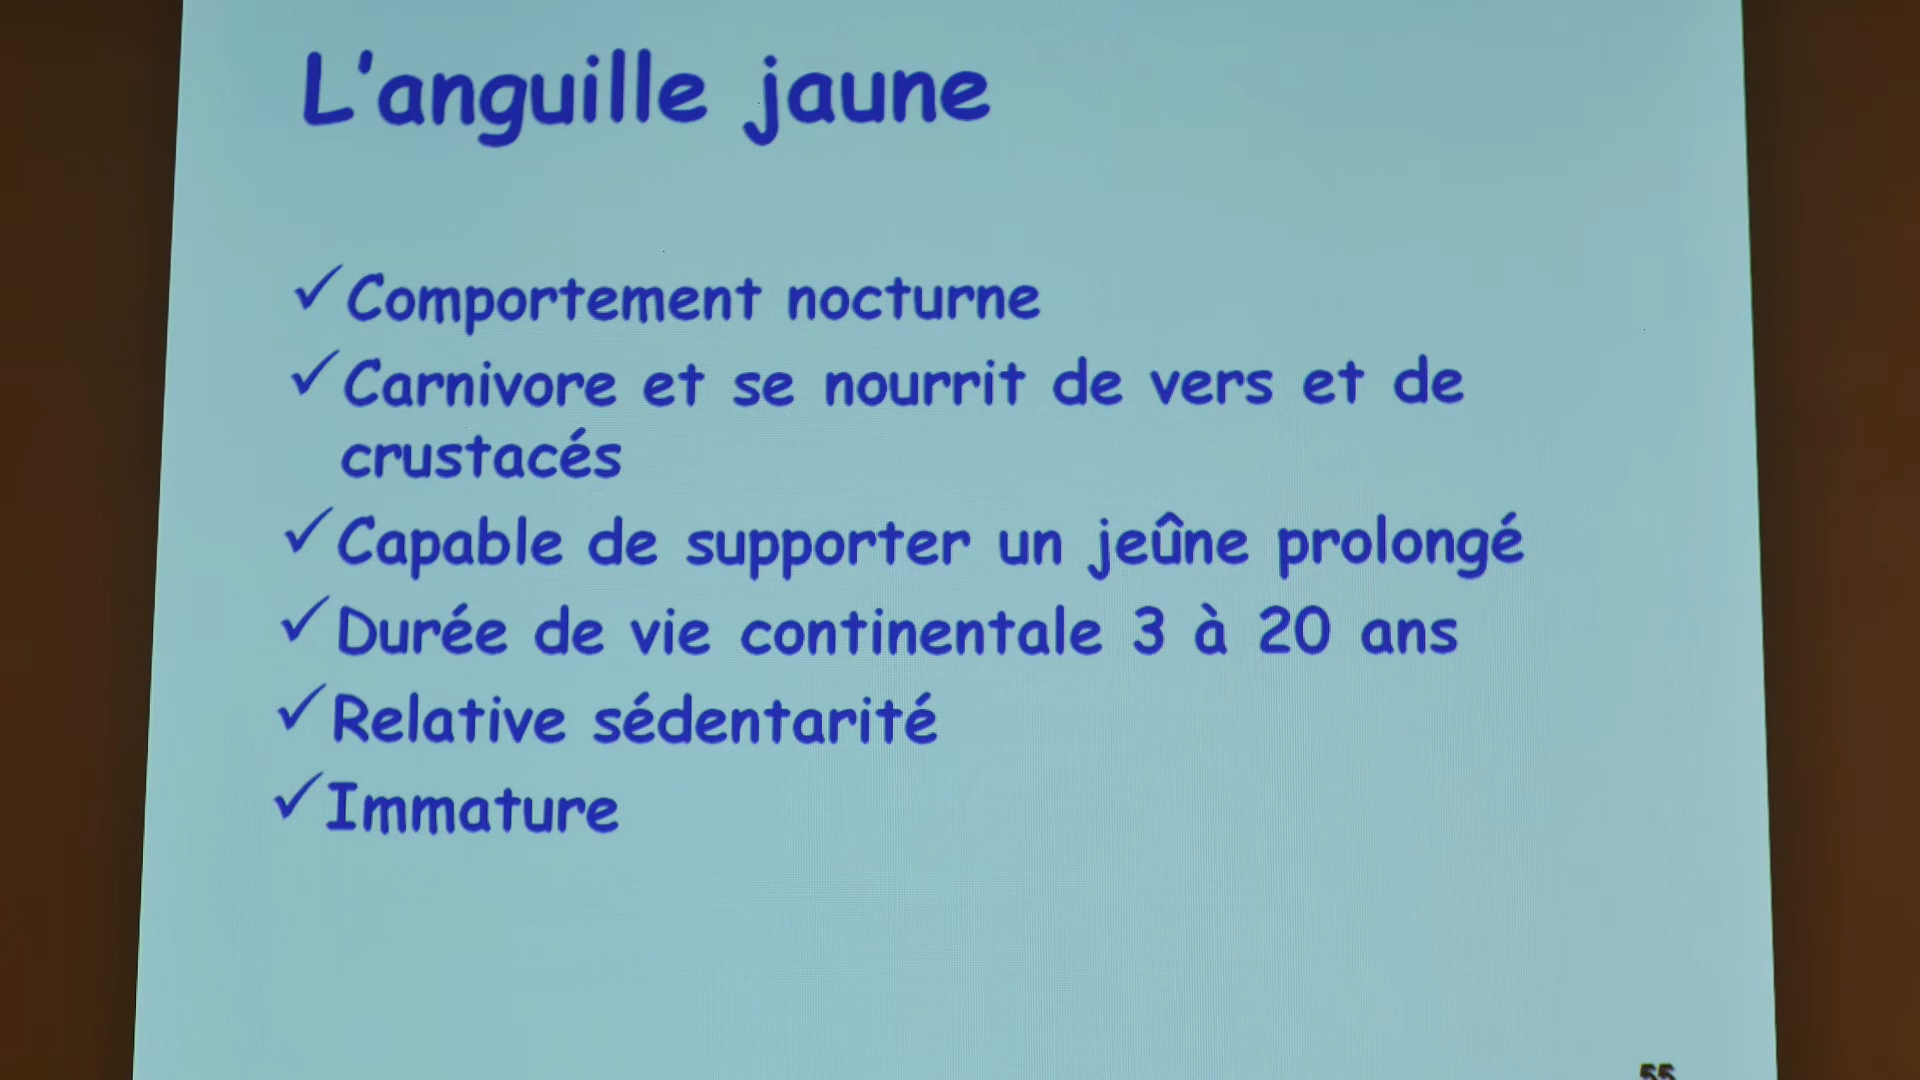 L'anguille jaune
✓Comportement nocturne
✓Carnivore et se nourrit de vers et de
crustacés
✓Capable de supporter un jeûne prolongé
✓Durée de vie continentale 3 à 20 ans
✓Relative sédentarité
✓Immature
55